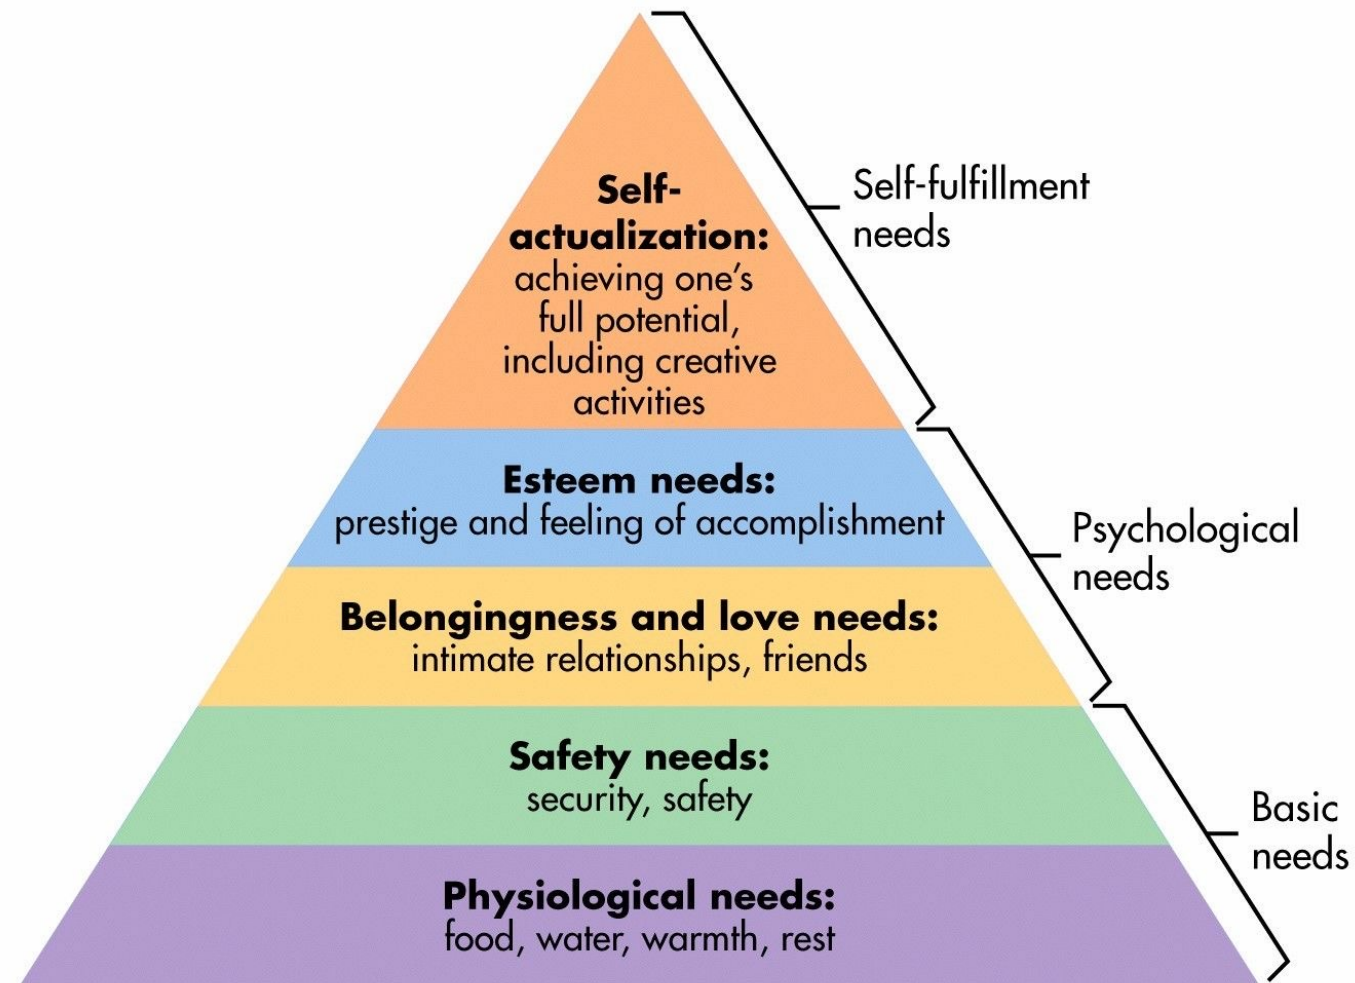 Self-
actualization:
achieving one's
full potential,
including creative
activities
Self-fulfillment
needs
Esteem needs:
prestige and feeling of accomplishment
Belongingness and love needs:
intimate relationships, friends
Psychological
needs
Safety needs:
security, safety
Physiological needs:
food, water, warmth, rest
Basic
needs